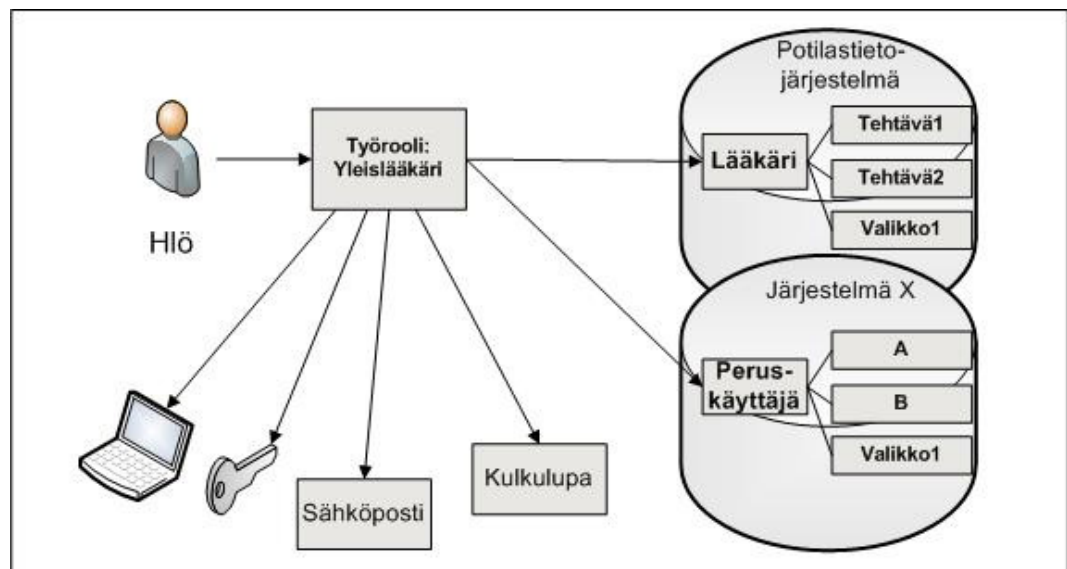 Hlö
Työrooli:
Yleislääkäri
Sähköposti
Kulkulupa
Potilastieto-
järjestelmä
Lääkäri
Tehtävä1
Tehtävä2
Valikko1
Järjestelmä X
Perus-
käyttäjä
A
B
Valikko1